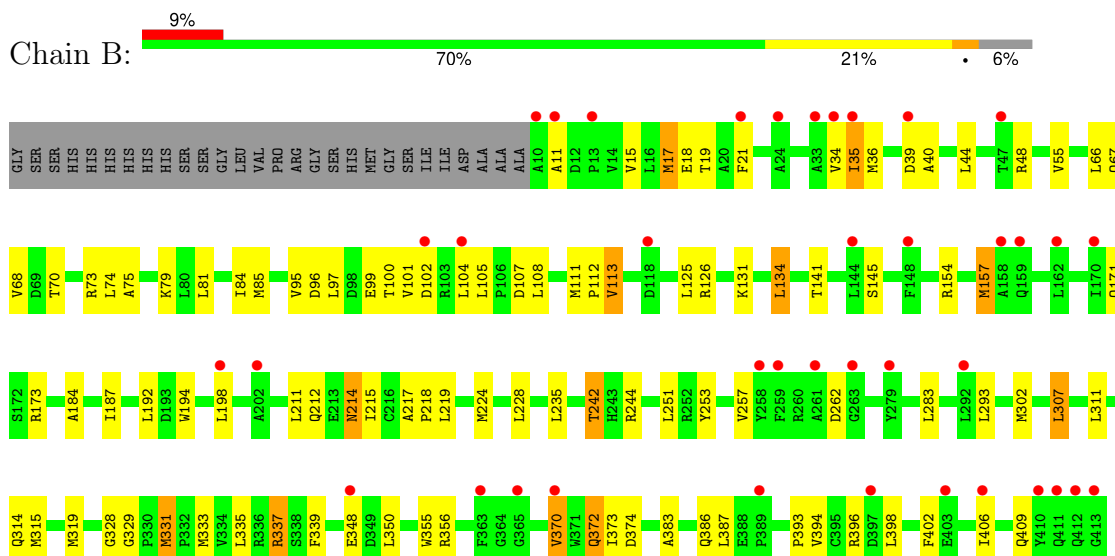 9%
Chain B:
70% 21% • 6%
GLY SER SER HIS HIS HIS HIS HIS HIS SER SER GLY LEU VAL PRO ARG GLY SER HIS MET GLY SER ILE ILE ASP ALA ALA ALA A10 A11 D12 P13 V14 V15 L16 M17 E18 T19 A20 F21 A24 A33 V34 I35 M36 D39 A40 L44 T47 R48 V55 L66
V68 D69 T70 R73 L74 A75 K79 L80 L81 I84 M85 V95 D96 L97 D98 E99 T100 V101 D102 R103 L104 L105 P106 D107 L108 M111 P112 V113 D118 L125 R126 K131 L134 T141 L144 S145 F148 R154 M157 A158 Q159 L162 I170
S172 R173 A184 I187 L192 D193 W194 L198 A202 L211 Q212 E213 N214 I215 C216 A217 P218 L219 M224 L228 L235 T242 H243 R244 L251 R252 Y253 V257 Y258 F259 R260 A261 D262 G263 Y279 L283 L292 L293 M302 L307 L311
Q314 M315 M319 G328 G329 P330 M331 P332 M333 V334 L335 R336 R337 S338 F339 E348 D349 L350 W355 R356 F363 G364 G365 V370 W371 Q372 I373 D374 A383 Q386 L387 E388 P389 P393 V394 C395 R396 D397 L398 F402 E403 I406 Q409 Y410 Q411 Q412 G413